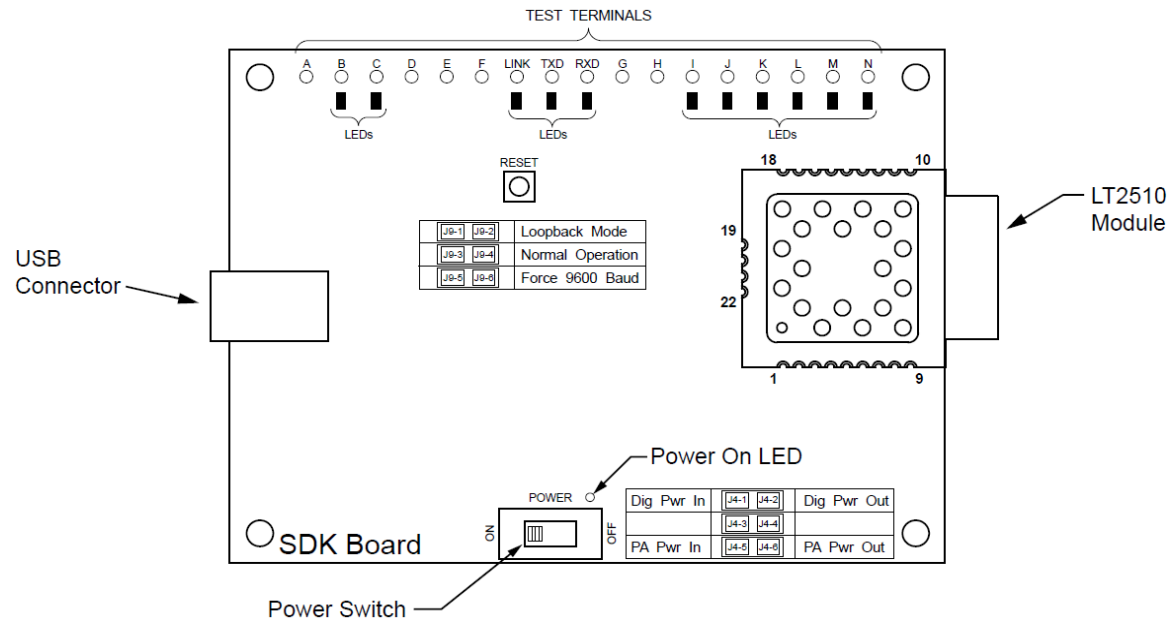 TEST TERMINALS
A B C D E F LINK TXD RXD G H I J K L M N
LEDs LEDs LEDs
RESET
18 10
LT2510
Module
J9-1 J9-2 Loopback Mode
19
J9-3 J9-4 Normal Operation
USB
Connector
J9-5 J9-6 Force 9600 Baud
22
1 9
Power On LED
POWER
Dig Pwr In J4-1 J4-2 Dig Pwr Out
ON OFF
J4-3 J4-4
SDK Board
PA Pwr In J4-5 J4-6 PA Pwr Out
Power Switch